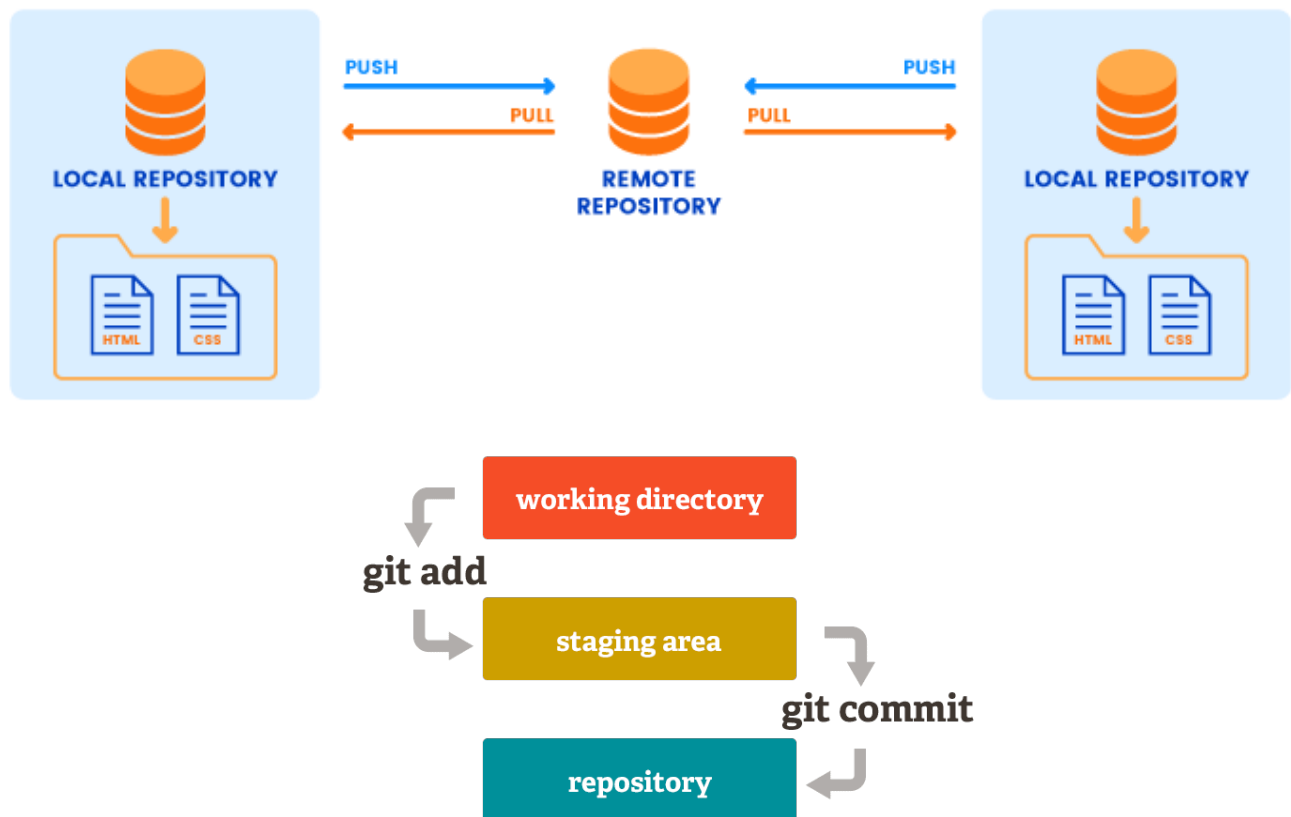 PUSH
PULL
LOCAL REPOSITORY
HTML
CSS
REMOTE
REPOSITORY
PUSH
PULL
LOCAL REPOSITORY
HTML
CSS
working directory
git add
staging area
git commit
repository